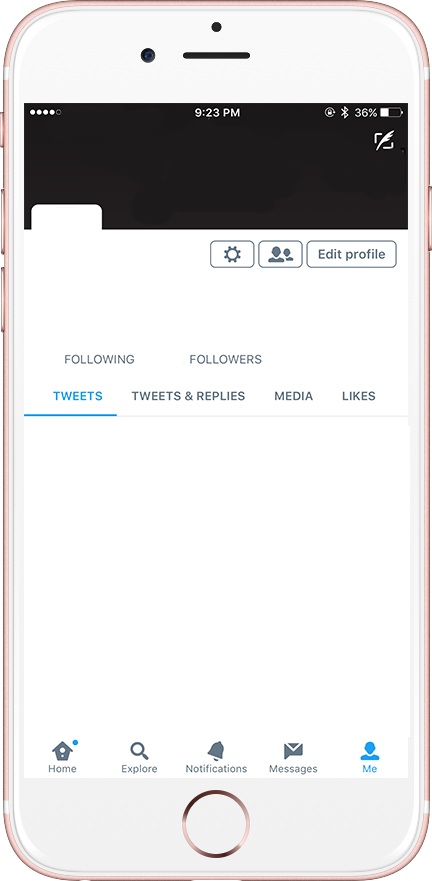 9:23 PM 36%
Edit profile
FOLLOWING FOLLOWERS
TWEETS TWEETS & REPLIES MEDIA LIKES
Home Explore Notifications Messages Me